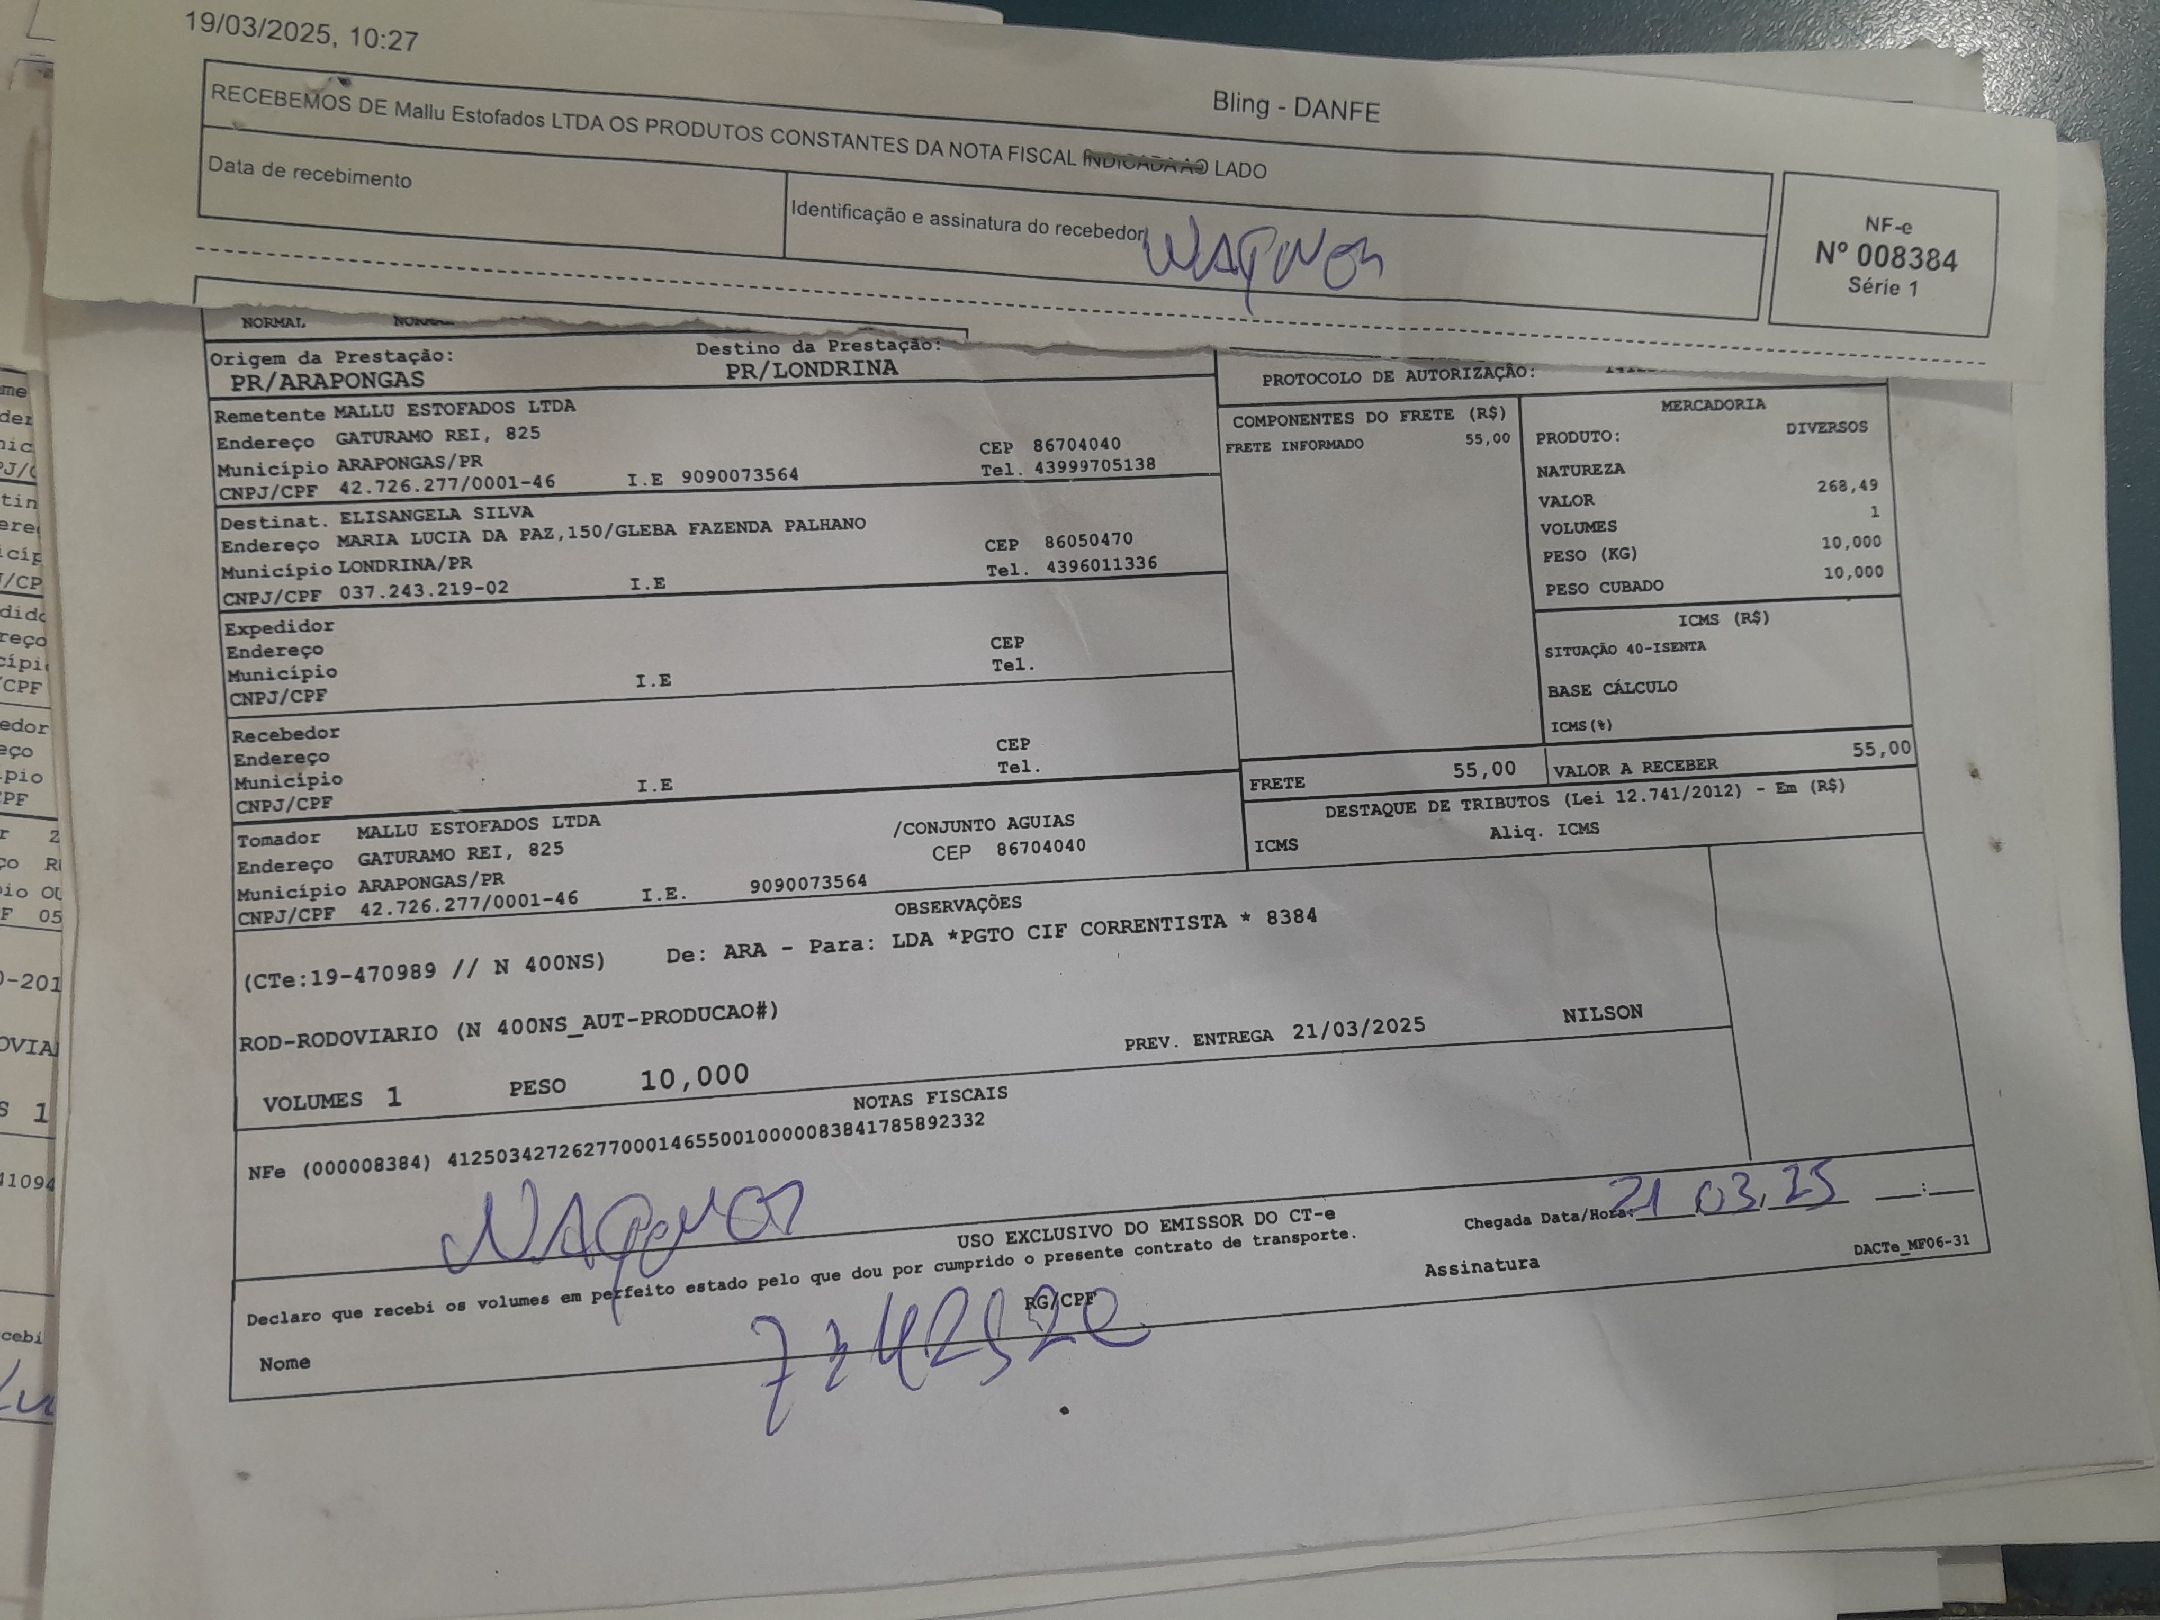 19/03/2025, 10:27
Bling - DANFE
RECEBEMOS DE Mallu Estofados LTDA OS PRODUTOS CONSTANTES DA NOTA FISCAL INDICADA AO LADO
Data de recebimento
Identificação e assinatura do recebedor
NF-e
Nº 008384
Série 1
NORMAL
Origem da Prestação: Destino da Prestação:
PR/ARAPONGAS PR/LONDRINA
PROTOCOLO DE AUTORIZAÇÃO:
Remetente MALLU ESTOFADOS LTDA
Endereço GATURAMO REI, 825 CEP 86704040
Município ARAPONGAS/PR Tel. 43999705138
CNPJ/CPF 42.726.277/0001-46 I.E 9090073564
Destinat. ELISANGELA SILVA
Endereço MARIA LUCIA DA PAZ,150/GLEBA FAZENDA PALHANO CEP 86050470
Município LONDRINA/PR Tel. 4396011336
CNPJ/CPF 037.243.219-02 I.E
Expedidor
Endereço CEP
Município Tel.
CNPJ/CPF I.E
Recebedor
Endereço CEP
Município Tel.
CNPJ/CPF I.E
Tomador MALLU ESTOFADOS LTDA /CONJUNTO AGUIAS
Endereço GATURAMO REI, 825 CEP 86704040
Município ARAPONGAS/PR
CNPJ/CPF 42.726.277/0001-46 I.E. 9090073564
COMPONENTES DO FRETE (R$)
FRETE INFORMADO 55,00
MERCADORIA
PRODUTO: DIVERSOS
NATUREZA
VALOR 268,49
VOLUMES 1
PESO (KG) 10,000
PESO CUBADO 10,000
ICMS (R$)
SITUAÇÃO 40-ISENTA
BASE CÁLCULO
ICMS(%)
FRETE 55,00 VALOR A RECEBER 55,00
DESTAQUE DE TRIBUTOS (Lei 12.741/2012) - Em (R$)
ICMS Aliq. ICMS
OBSERVAÇÕES
(CTe:19-470989 // N 400NS) De: ARA - Para: LDA *PGTO CIF CORRENTISTA * 8384
ROD-RODOVIARIO (N 400NS_AUT-PRODUCAO#)
PREV. ENTREGA 21/03/2025 NILSON
VOLUMES 1 PESO 10,000
NOTAS FISCAIS
NFe (000008384) 41250342726277000146550010000083841785892332
USO EXCLUSIVO DO EMISSOR DO CT-e
Chegada Data/Hora: 21 03.25 __:__
Declaro que recebi os volumes em perfeito estado pelo que dou por cumprido o presente contrato de transporte.
DACTe_MF06-31
Nome RG/CPF Assinatura